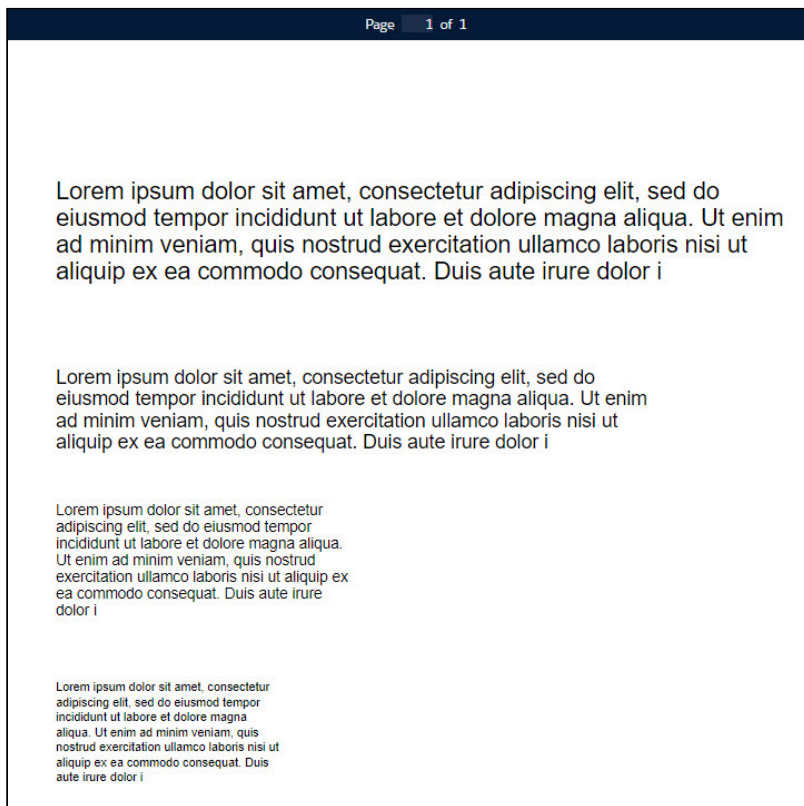 Page 1 of 1
Lorem ipsum dolor sit amet, consectetur adipiscing elit, sed do
eiusmod tempor incididunt ut labore et dolore magna aliqua. Ut enim
ad minim veniam, quis nostrud exercitation ullamco laboris nisi ut
aliquip ex ea commodo consequat. Duis aute irure dolor i
Lorem ipsum dolor sit amet, consectetur adipiscing elit, sed do
eiusmod tempor incididunt ut labore et dolore magna aliqua. Ut enim
ad minim veniam, quis nostrud exercitation ullamco laboris nisi ut
aliquip ex ea commodo consequat. Duis aute irure dolor i
Lorem ipsum dolor sit amet, consectetur
adipiscing elit, sed do eiusmod tempor
incididunt ut labore et dolore magna aliqua.
Ut enim ad minim veniam, quis nostrud
exercitation ullamco laboris nisi ut aliquip ex
ea commodo consequat. Duis aute irure
dolor i
Lorem ipsum dolor sit amet, consectetur
adipiscing elit, sed do eiusmod tempor
incididunt ut labore et dolore magna
aliqua. Ut enim ad minim veniam, quis
nostrud exercitation ullamco laboris nisi ut
aliquip ex ea commodo consequat. Duis
aute irure dolor i